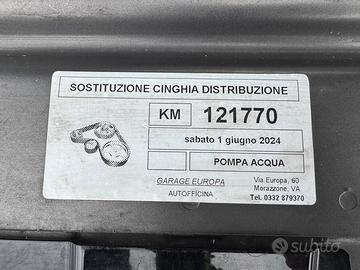 SOSTITUZIONE CINGHIA DISTRIBUZIONE
KM 121770
sabato 1 giugno 2024
POMPA ACQUA
GARAGE EUROPA
AUTOFFICINA
Via Europa, 60
Morazzone, VA
Tel. 0332 879370
subito